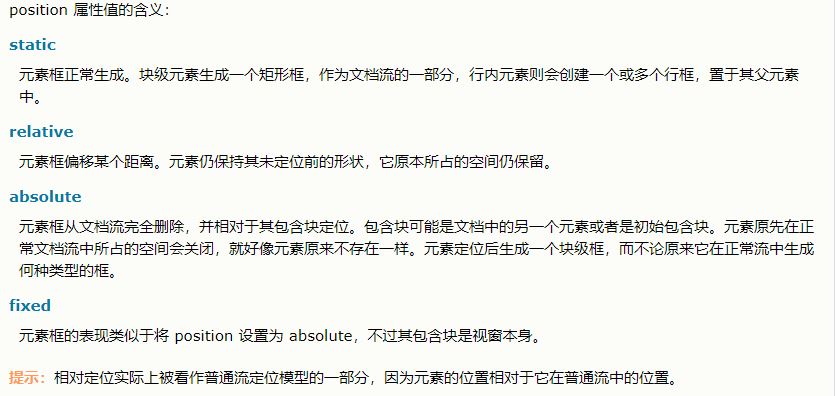 position 属性值的含义：
static
元素框正常生成。块级元素生成一个矩形框，作为文档流的一部分，行内元素则会创建一个或多个行框，置于其父元素
中。
relative
元素框偏移某个距离。元素仍保持其未定位前的形状，它原本所占的空间仍保留。
absolute
元素框从文档流完全删除，并相对于其包含块定位。包含块可能是文档中的另一个元素或者是初始包含块。元素原先在正
常文档流中所占的空间会关闭，就好像元素原来不存在一样。元素定位后生成一个块级框，而不论原来它在正常流中生成
何种类型的框。
fixed
元素框的表现类似于将 position 设置为 absolute，不过其包含块是视窗本身。
提示：相对定位实际上被看作普通流定位模型的一部分，因为元素的位置相对于它在普通流中的位置。